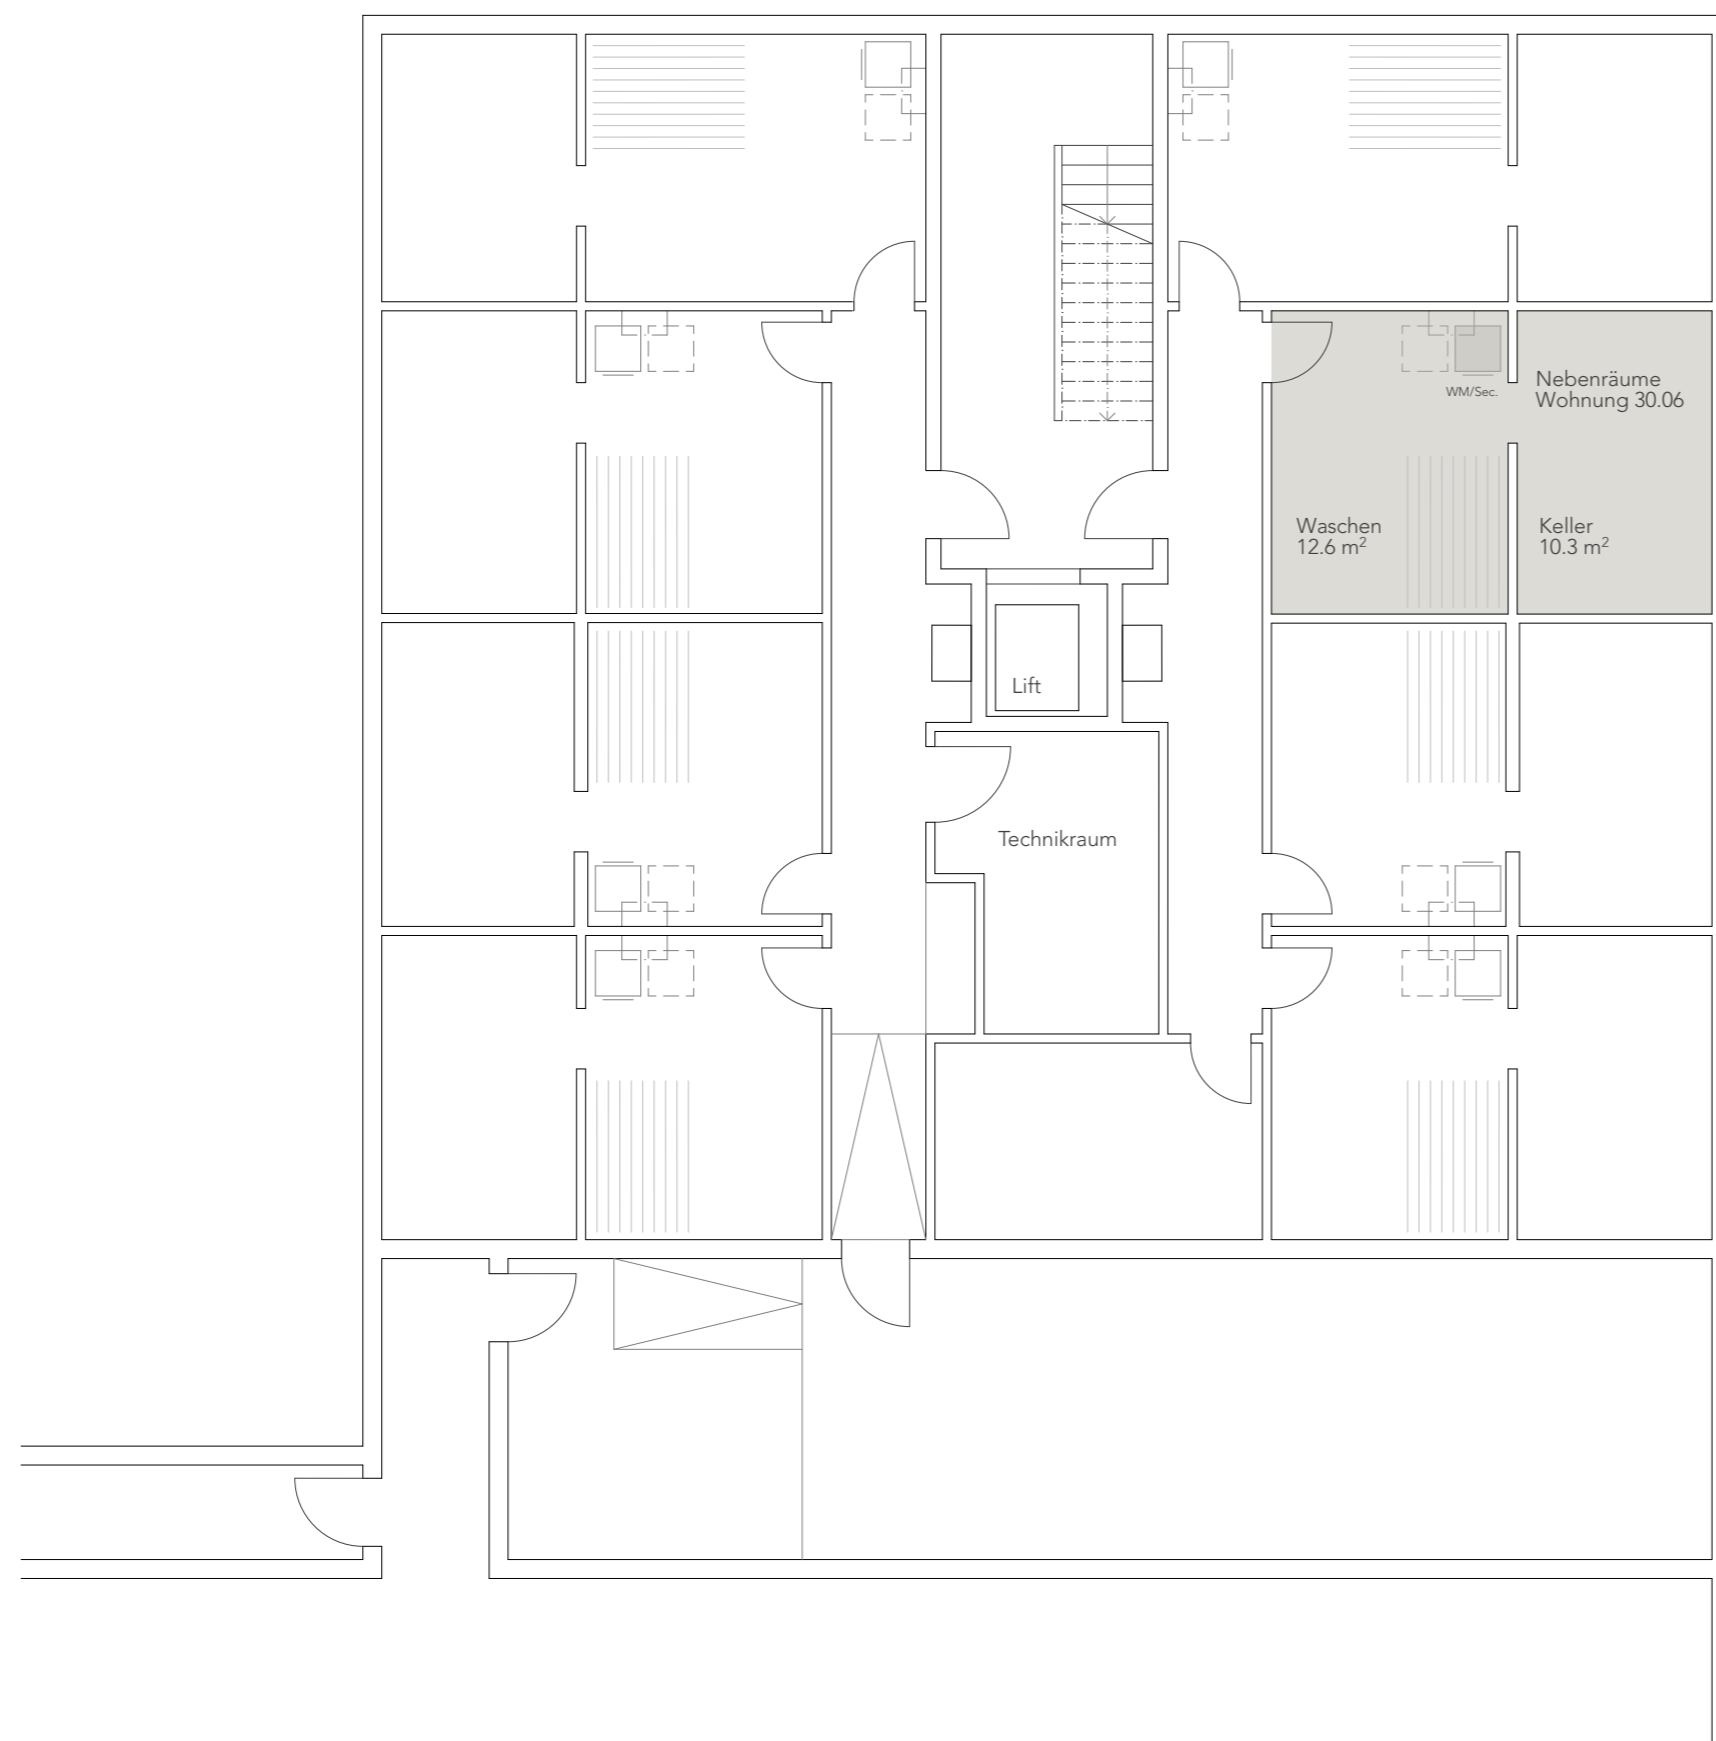 Nebenräume
Wohnung 30.06
WM/Sec.
Waschen
12.6 m²
Keller
10.3 m²
Lift
Technikraum